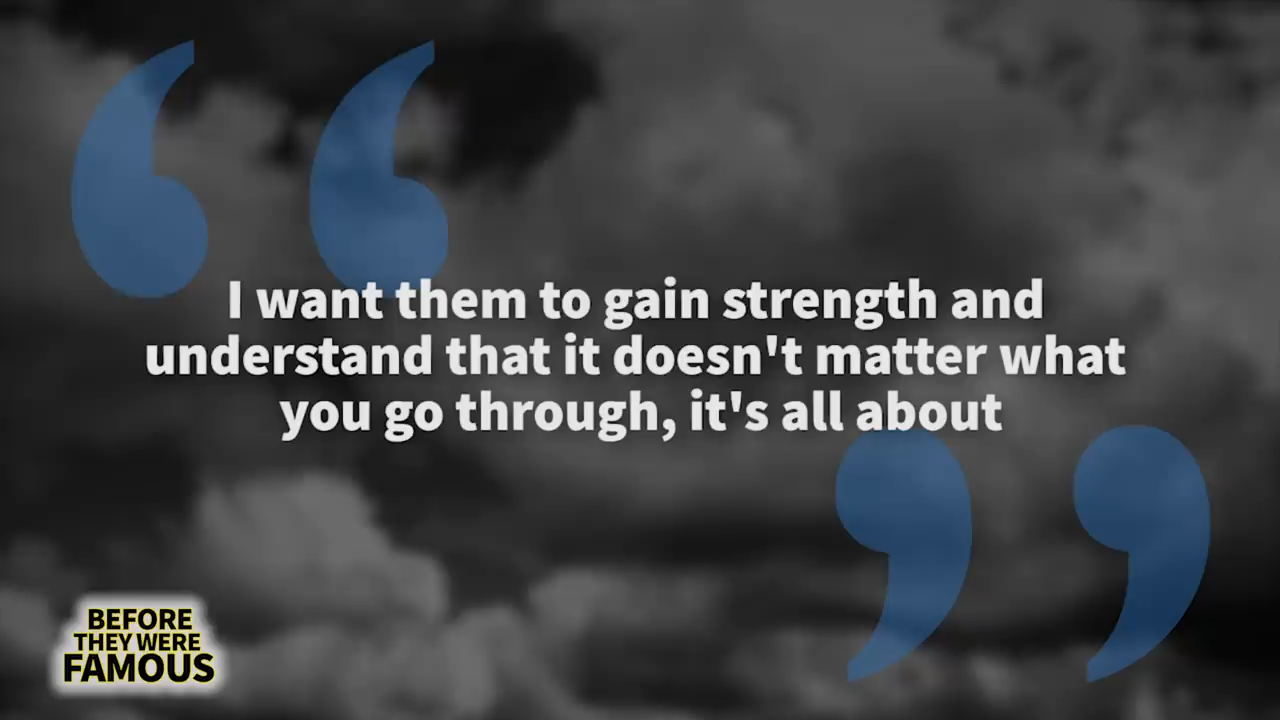 I want them to gain strength and
understand that it doesn't matter what
you go through, it's all about
BEFORE
THEY WERE
FAMOUS